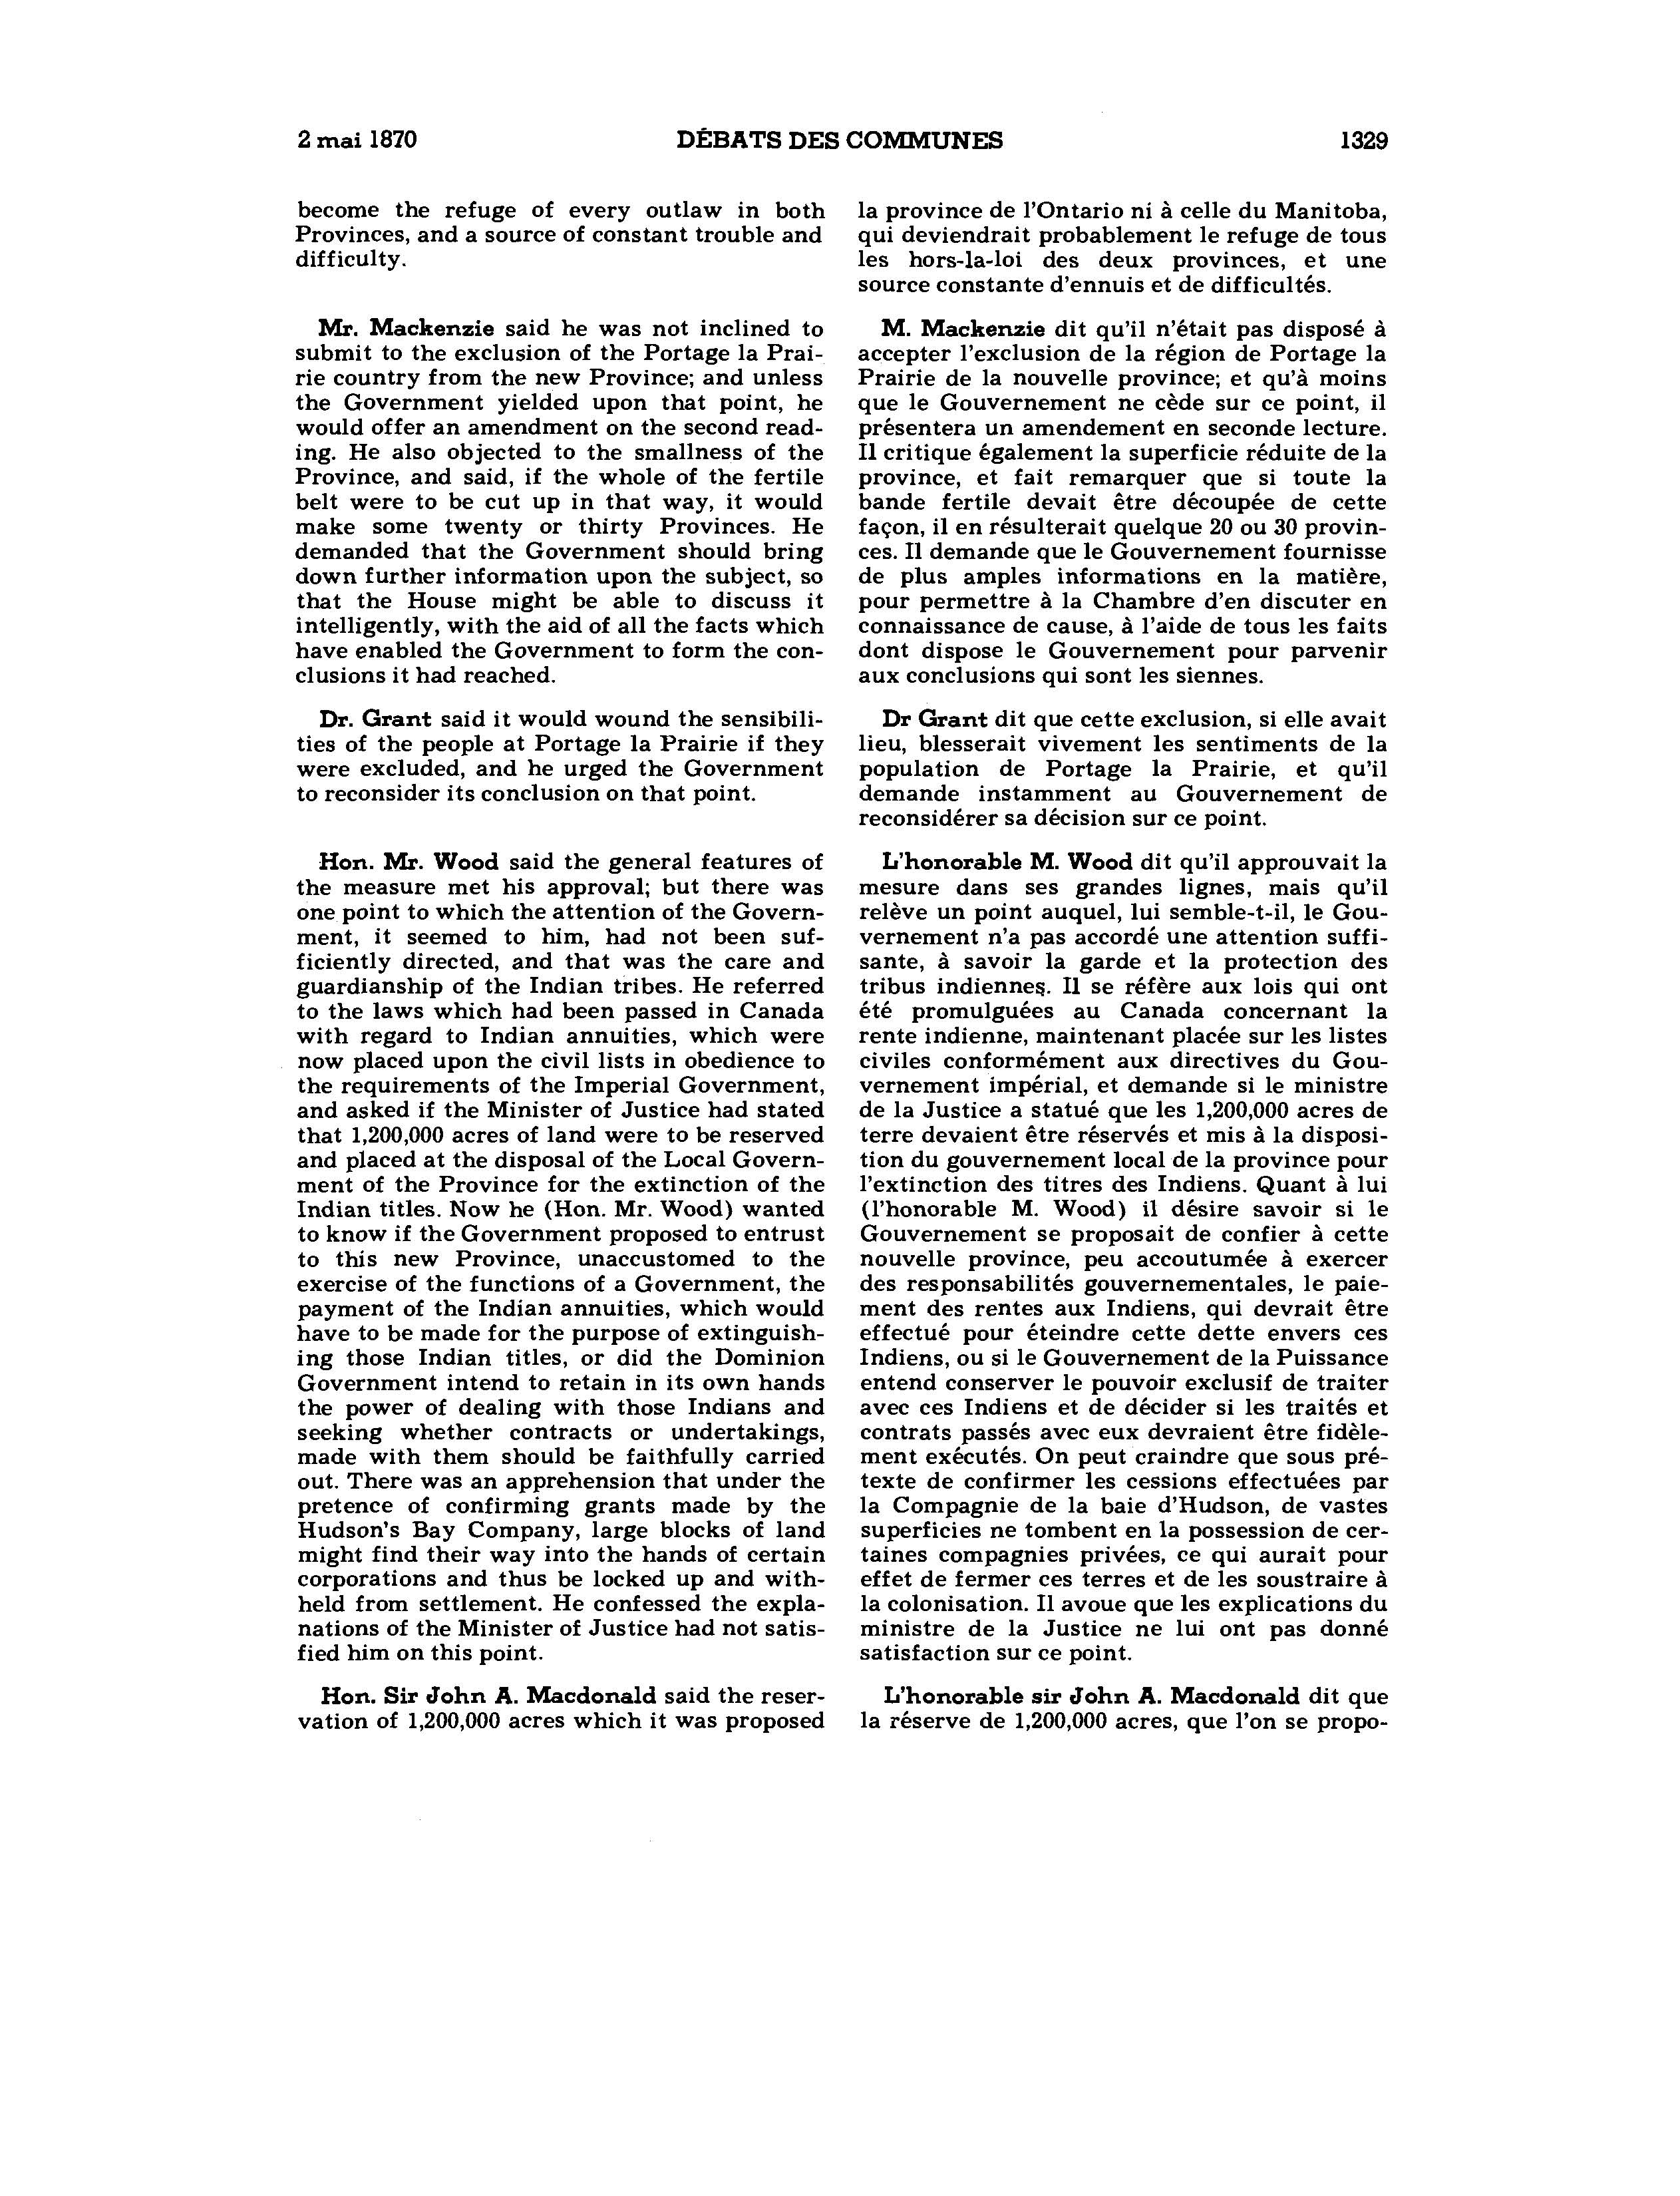 2 mai 1870
DÉBATS DES COMMUNES
1329
become the refuge of every outlaw in both
Provinces, and a source of constant trouble and
difficulty.
Mr. Mackenzie said he was not inclined to
submit to the exclusion of the Portage la Prai-
rie country from the new Province; and unless
the Government yielded upon that point, he
would offer an amendment on the second read-
ing. He also objected to the smallness of the
Province, and said, if the whole of the fertile
belt were to be cut up in that way, it would
make some twenty or thirty Provinces. He
demanded that the Government should bring
down further information upon the subject, so
that the House might be able to discuss it
intelligently, with the aid of all the facts which
have enabled the Government to form the con-
clusions it had reached.
Dr. Grant said it would wound the sensibili-
ties of the people at Portage la Prairie if they
were excluded, and he urged the Government
to reconsider its conclusion on that point.
Hon. Mr. Wood said the general features of
the measure met his approval; but there was
one point to which the attention of the Govern-
ment, it seemed to him, had not been suf-
ficiently directed, and that was the care and
guardianship of the Indian tribes. He referred
to the laws which had been passed in Canada
with regard to Indian annuities, which were
now placed upon the civil lists in obedience to
the requirements of the Imperial Government,
and asked if the Minister of Justice had stated
that 1,200,000 acres of land were to be reserved
and placed at the disposal of the Local Govern-
ment of the Province for the extinction of the
Indian titles. Now he (Hon. Mr. Wood) wanted
to know if the Government proposed to entrust
to this new Province, unaccustomed to the
exercise of the functions of a Government, the
payment of the Indian annuities, which would
have to be made for the purpose of extinguish-
ing those Indian titles, or did the Dominion
Government intend to retain in its own hands
the power of dealing with those Indians and
seeking whether contracts or undertakings,
made with them should be faithfully carried
out. There was an apprehension that under the
pretence of confirming grants made by the
Hudson's Bay Company, large blocks of land
might find their way into the hands of certain
corporations and thus be locked up and with-
held from settlement. He confessed the expla-
nations of the Minister of Justice had not satis-
fied him on this point.
Hon. Sir John A. Macdonald said the reser-
vation of 1,200,000 acres which it was proposed
la province de l'Ontario ni à celle du Manitoba,
qui deviendrait probablement le refuge de tous
les hors-la-loi des deux provinces, et une
source constante d'ennuis et de difficultés.
M. Mackenzie dit qu'il n'était pas disposé à
accepter l'exclusion de la région de Portage la
Prairie de la nouvelle province; et qu'à moins
que le Gouvernement ne cède sur ce point, il
présentera un amendement en seconde lecture.
Il critique également la superficie réduite de la
province, et fait remarquer que si toute la
bande fertile devait être découpée de cette
façon, il en résulterait quelque 20 ou 30 provin-
ces. Il demande que le Gouvernement fournisse
de plus amples informations en la matière,
pour permettre à la Chambre d'en discuter en
connaissance de cause, à l'aide de tous les faits
dont dispose le Gouvernement pour parvenir
aux conclusions qui sont les siennes.
Dr Grant dit que cette exclusion, si elle avait
lieu, blesserait vivement les sentiments de la
population de Portage la Prairie, et qu'il
demande instamment au Gouvernement de
reconsidérer sa décision sur ce point.
L'honorable M. Wood dit qu'il approuvait la
mesure dans ses grandes lignes, mais qu'il
relève un point auquel, lui semble-t-il, le Gou-
vernement n'a pas accordé une attention suffi-
sante, à savoir la garde et la protection des
tribus indiennes. Il se réfère aux lois qui ont
été promulguées au Canada concernant la
rente indienne, maintenant placée sur les listes
civiles conformément aux directives du Gou-
vernement impérial, et demande si le ministre
de la Justice a statué que les 1,200,000 acres de
terre devaient être réservés et mis à la disposi-
tion du gouvernement local de la province pour
l'extinction des titres des Indiens. Quant à lui
(l'honorable M. Wood) il désire savoir si le
Gouvernement se proposait de confier à cette
nouvelle province, peu accoutumée à exercer
des responsabilités gouvernementales, le paie-
ment des rentes aux Indiens, qui devrait être
effectué pour éteindre cette dette envers ces
Indiens, ou si le Gouvernement de la Puissance
entend conserver le pouvoir exclusif de traiter
avec ces Indiens et de décider si les traités et
contrats passés avec eux devraient être fidèle-
ment exécutés. On peut craindre que sous pré-
texte de confirmer les cessions effectuées par
la Compagnie de la baie d'Hudson, de vastes
superficies ne tombent en la possession de cer-
taines compagnies privées, ce qui aurait pour
effet de fermer ces terres et de les soustraire à
la colonisation. Il avoue que les explications du
ministre de la Justice ne lui ont pas donné
satisfaction sur ce point.
L'honorable sir John A. Macdonald dit que
la réserve de 1,200,000 acres, que l'on se propo-